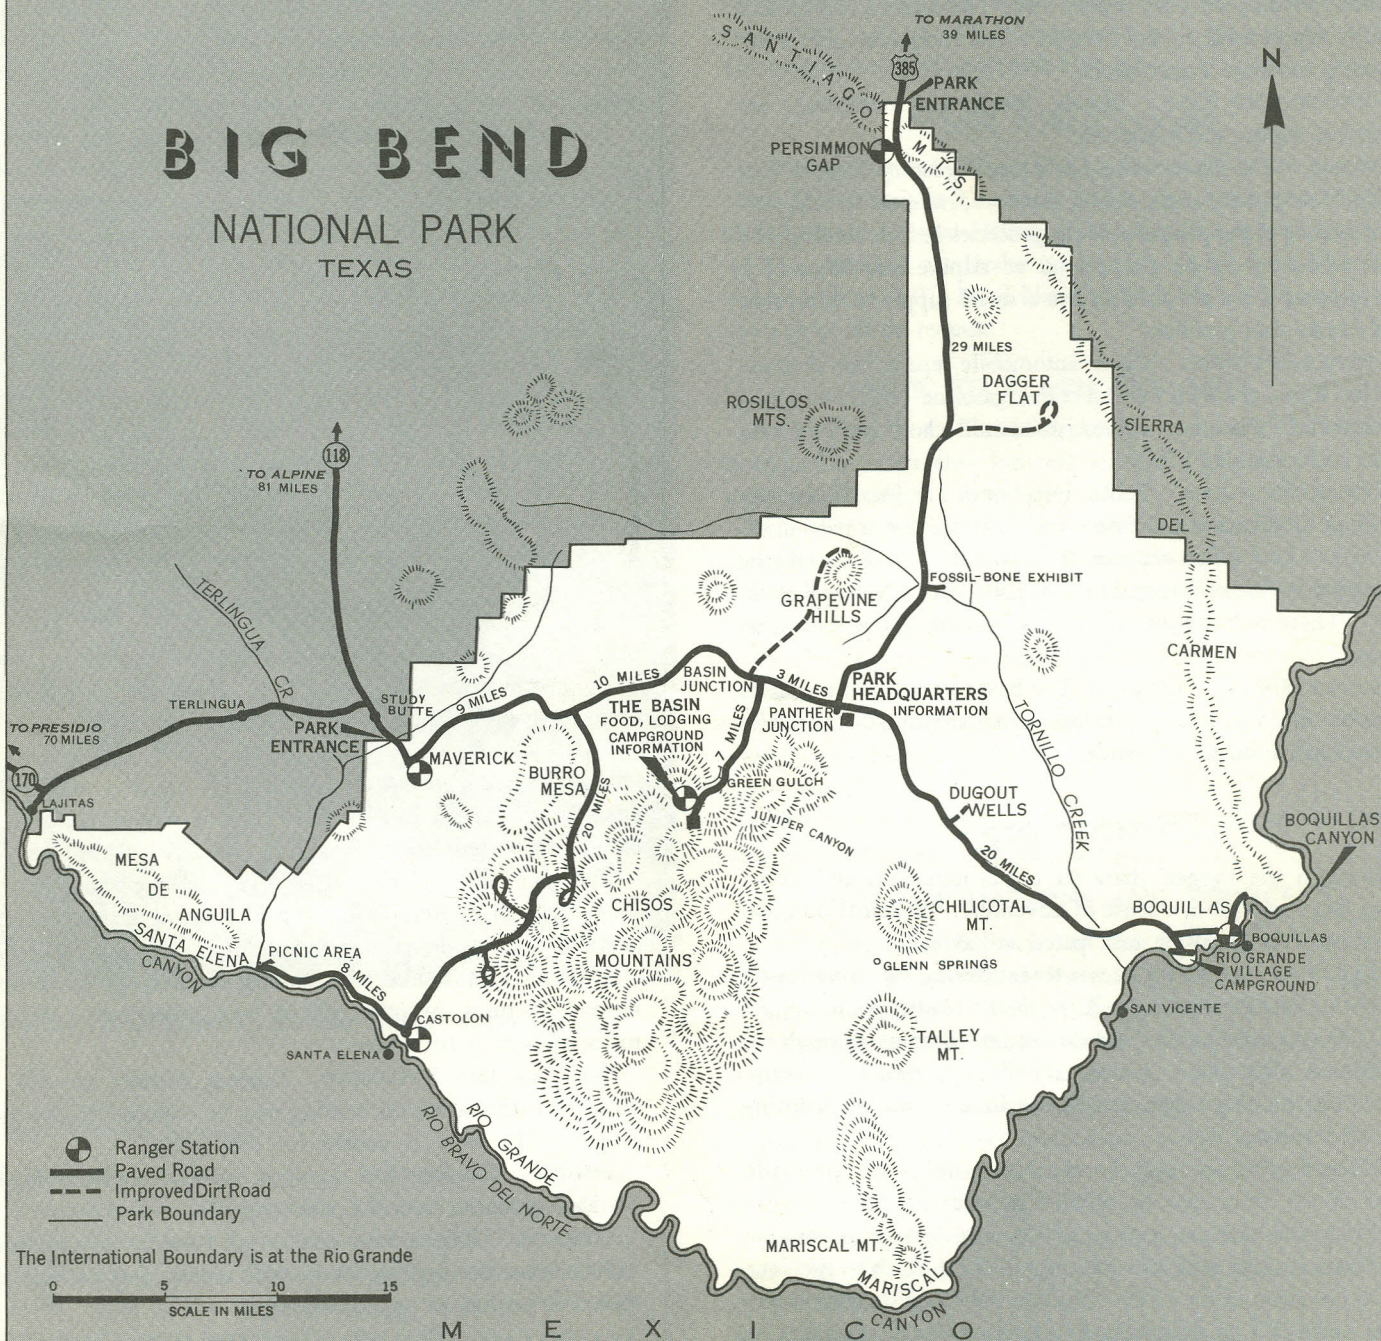 TO MARATHON
39 MILES
SANTIAGO
385
PARK
ENTRANCE
N
BIG BEND
NATIONAL PARK
TEXAS
PERSIMMON
GAP
MTS
29 MILES
DAGGER
FLAT
ROSILLOS
MTS.
SIERRA
118
TO ALPINE
81 MILES
DEL
TERLINGUA CR
GRAPEVINE
HILLS
FOSSIL-BONE EXHIBIT
CARMEN
10 MILES
BASIN
JUNCTION
3 MILES
PARK
HEADQUARTERS
INFORMATION
9 MILES
TERLINGUA
STUDY
BUTTE
THE BASIN
FOOD, LODGING
CAMPGROUND
INFORMATION
PANTHER
JUNCTION
TO PRESIDIO
70 MILES
PARK
ENTRANCE
7 MILES
TORNILLO CREEK
170
MAVERICK
BURRO
MESA
LAJITAS
GREEN GULCH
DUGOUT
WELLS
20 MILES
JUNIPER CANYON
BOQUILLAS
CANYON
MESA
DE
ANGUILA
20 MILES
CHISOS
MOUNTAINS
CHILICOTAL
MT.
BOQUILLAS
SANTA ELENA
CANYON
PICNIC AREA
8 MILES
BOQUILLAS
GLENN SPRINGS
RIO GRANDE
VILLAGE
CAMPGROUND
CASTOLON
SAN VICENTE
SANTA ELENA
TALLEY
MT.
RIO GRANDE
RIO BRAVO DEL NORTE
Ranger Station
Paved Road
Improved Dirt Road
Park Boundary
MARISCAL MT.
MARISCAL
CANYON
The International Boundary is at the Rio Grande
0 5 10 15
SCALE IN MILES
MEXICO